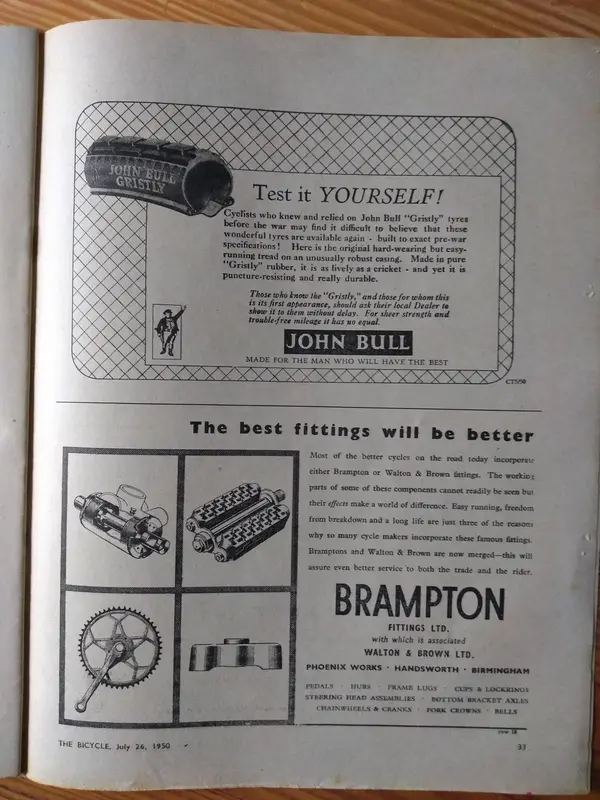 JOHN BULL
GRISTLY
Test it YOURSELF!
Cyclists who knew and relied on John Bull "Gristly" tyres
before the war may find it difficult to believe that these
wonderful tyres are available again - built to exact pre-war
specifications! Here is the original hard-wearing but easy-
running tread on an unusually robust casing. Made in pure
"Gristly" rubber, it is as lively as a cricket - and yet it is
puncture-resisting and really durable.
Those who know the "Gristly," and those for whom this
is its first appearance, should ask their local Dealer to
show it to them without delay. For sheer strength and
trouble-free mileage it has no equal.
JOHN BULL
MADE FOR THE MAN WHO WILL HAVE THE BEST
CT5/50
The best fittings will be better
Most of the better cycles on the road today incorporate
either Brampton or Walton & Brown fittings. The working
parts of some of these components cannot readily be seen but
their effects make a world of difference. Easy running, freedom
from breakdown and a long life are just three of the reasons
why so many cycle makers incorporate these famous fittings.
Bramptons and Walton & Brown are now merged—this will
assure even better service to both the trade and the rider.
BRAMPTON
FITTINGS LTD.
with which is associated
WALTON & BROWN LTD.
PHOENIX WORKS · HANDSWORTH · BIRMINGHAM
PEDALS · HUBS · FRAME LUGS · CUPS & LOCKRINGS
STEERING HEAD ASSEMBLIES · BOTTOM BRACKET AXLES
CHAINWHEELS & CRANKS · FORK CROWNS · BELLS
THE BICYCLE, July 26, 1950
33